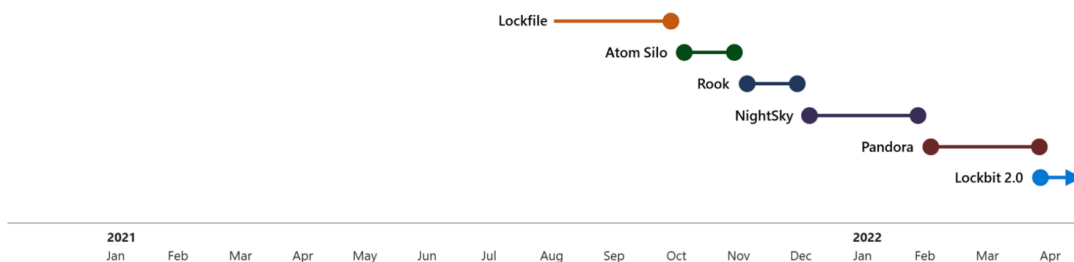 Lockfile
Atom Silo
Rook
NightSky
Pandora
Lockbit 2.0
2021 2022
Jan Feb Mar Apr May Jun Jul Aug Sep Oct Nov Dec Jan Feb Mar Apr